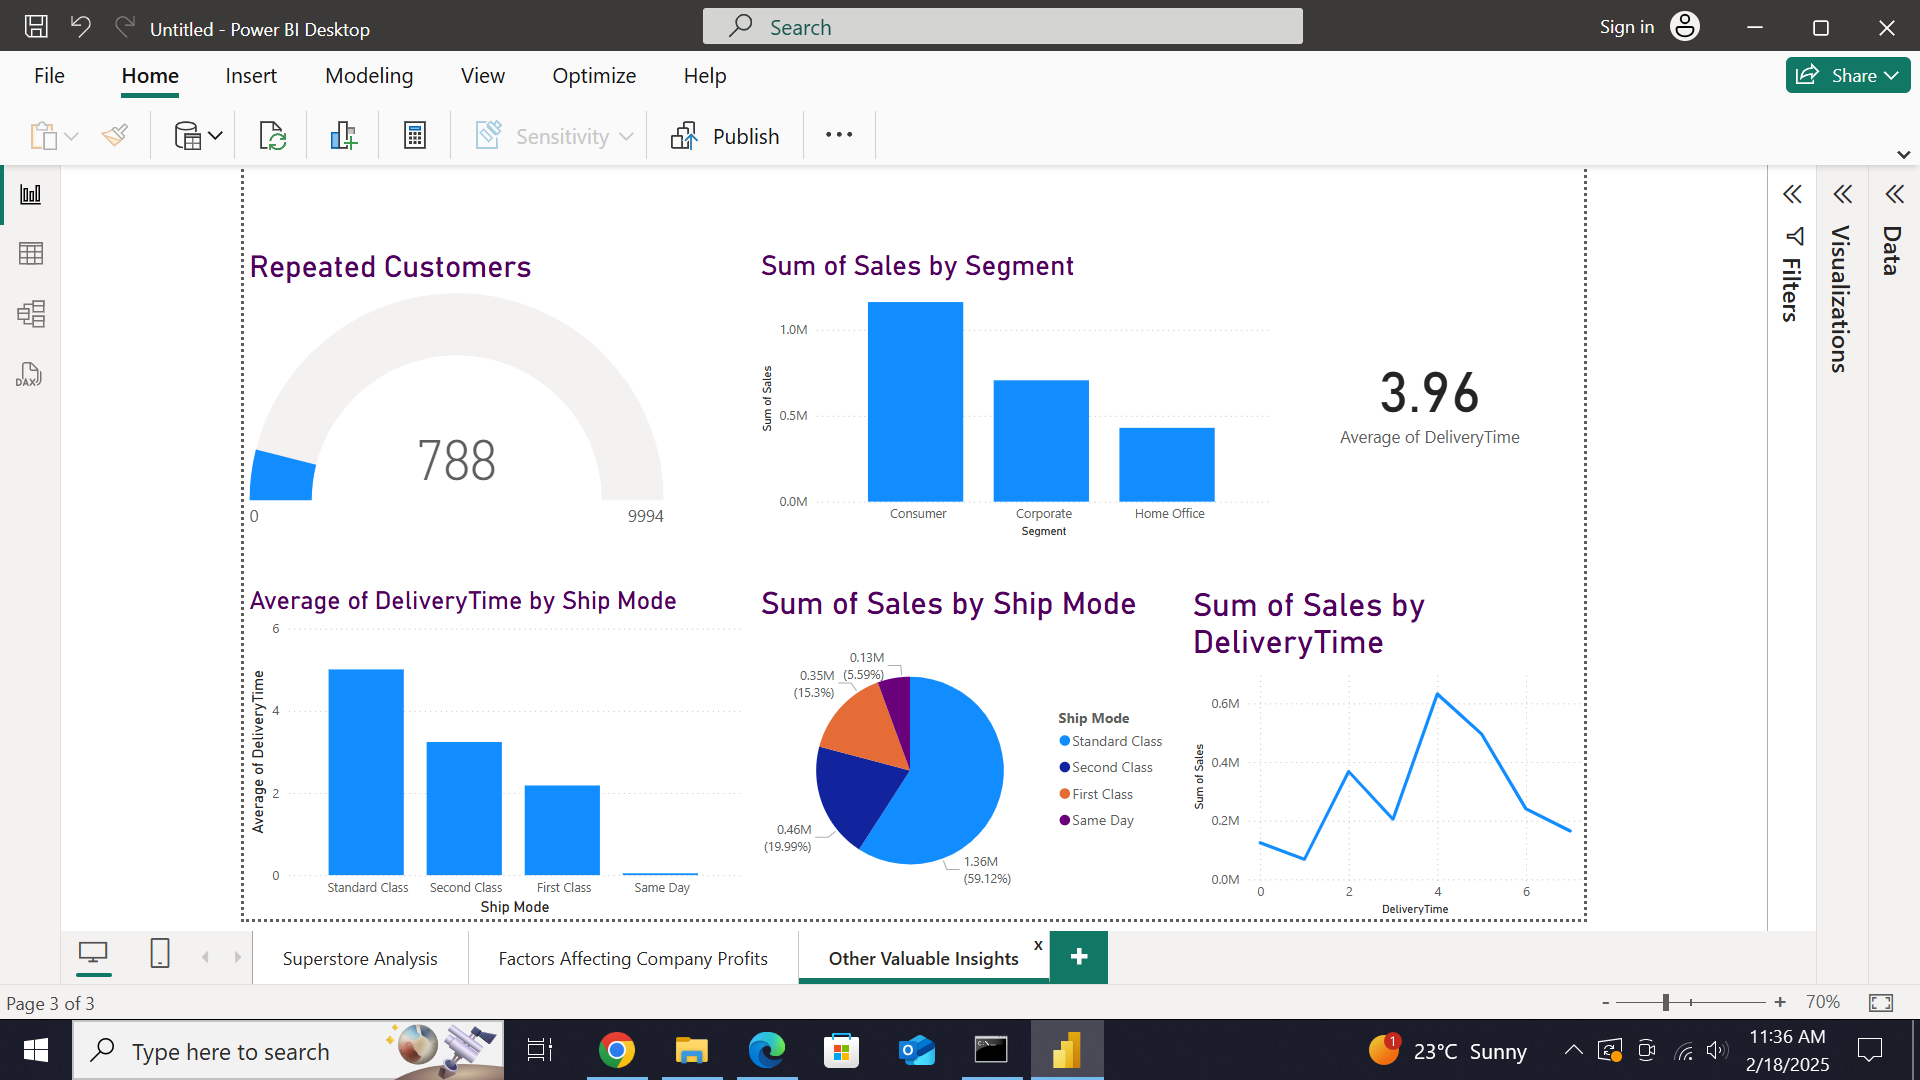 Untitled - Power BI Desktop
Search
Sign in
File
Home
Insert
Modeling
View
Optimize
Help
Share
Sensitivity
Publish
DAX
Filters
Visualizations
Data
Repeated Customers
788
0
9994
Sum of Sales by Segment
Sum of Sales
1.0M
0.5M
0.0M
Consumer
Corporate
Home Office
Segment
3.96
Average of DeliveryTime
Average of DeliveryTime by Ship Mode
Average of DeliveryTime
6
4
2
0
Standard Class
Second Class
First Class
Same Day
Ship Mode
Sum of Sales by Ship Mode
0.13M
(5.59%)
0.35M
(15.3%)
0.46M
(19.99%)
1.36M
(59.12%)
Ship Mode
Standard Class
Second Class
First Class
Same Day
Sum of Sales by
DeliveryTime
Sum of Sales
0.6M
0.4M
0.2M
0.0M
0
2
4
6
DeliveryTime
Superstore Analysis
Factors Affecting Company Profits
Other Valuable Insights
x
Page 3 of 3
- + 70%
Type here to search
1
23°C Sunny
11:36 AM
2/18/2025